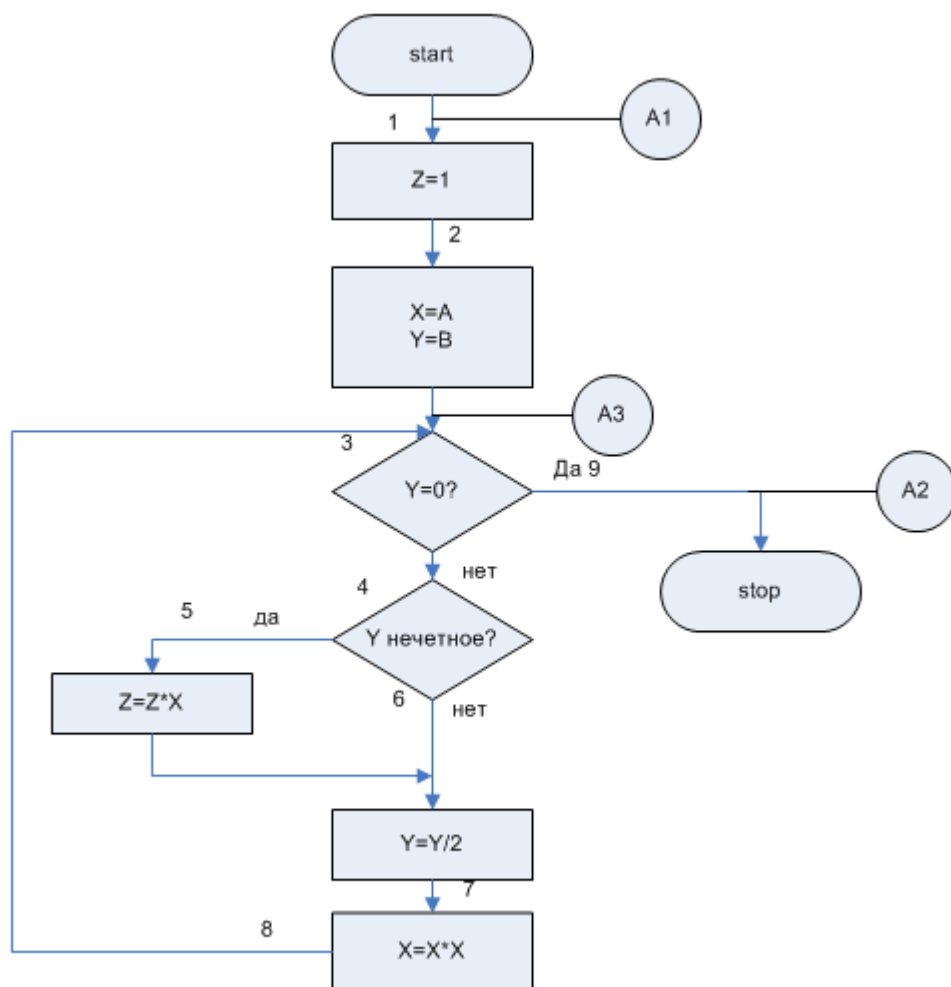 start
1
A1
Z=1
2
X=A
Y=B
A3
3
Y=0?
Да 9
A2
нет
stop
4
5
да
Y нечетное?
Z=Z*X
6
нет
Y=Y/2
7
8
X=X*X